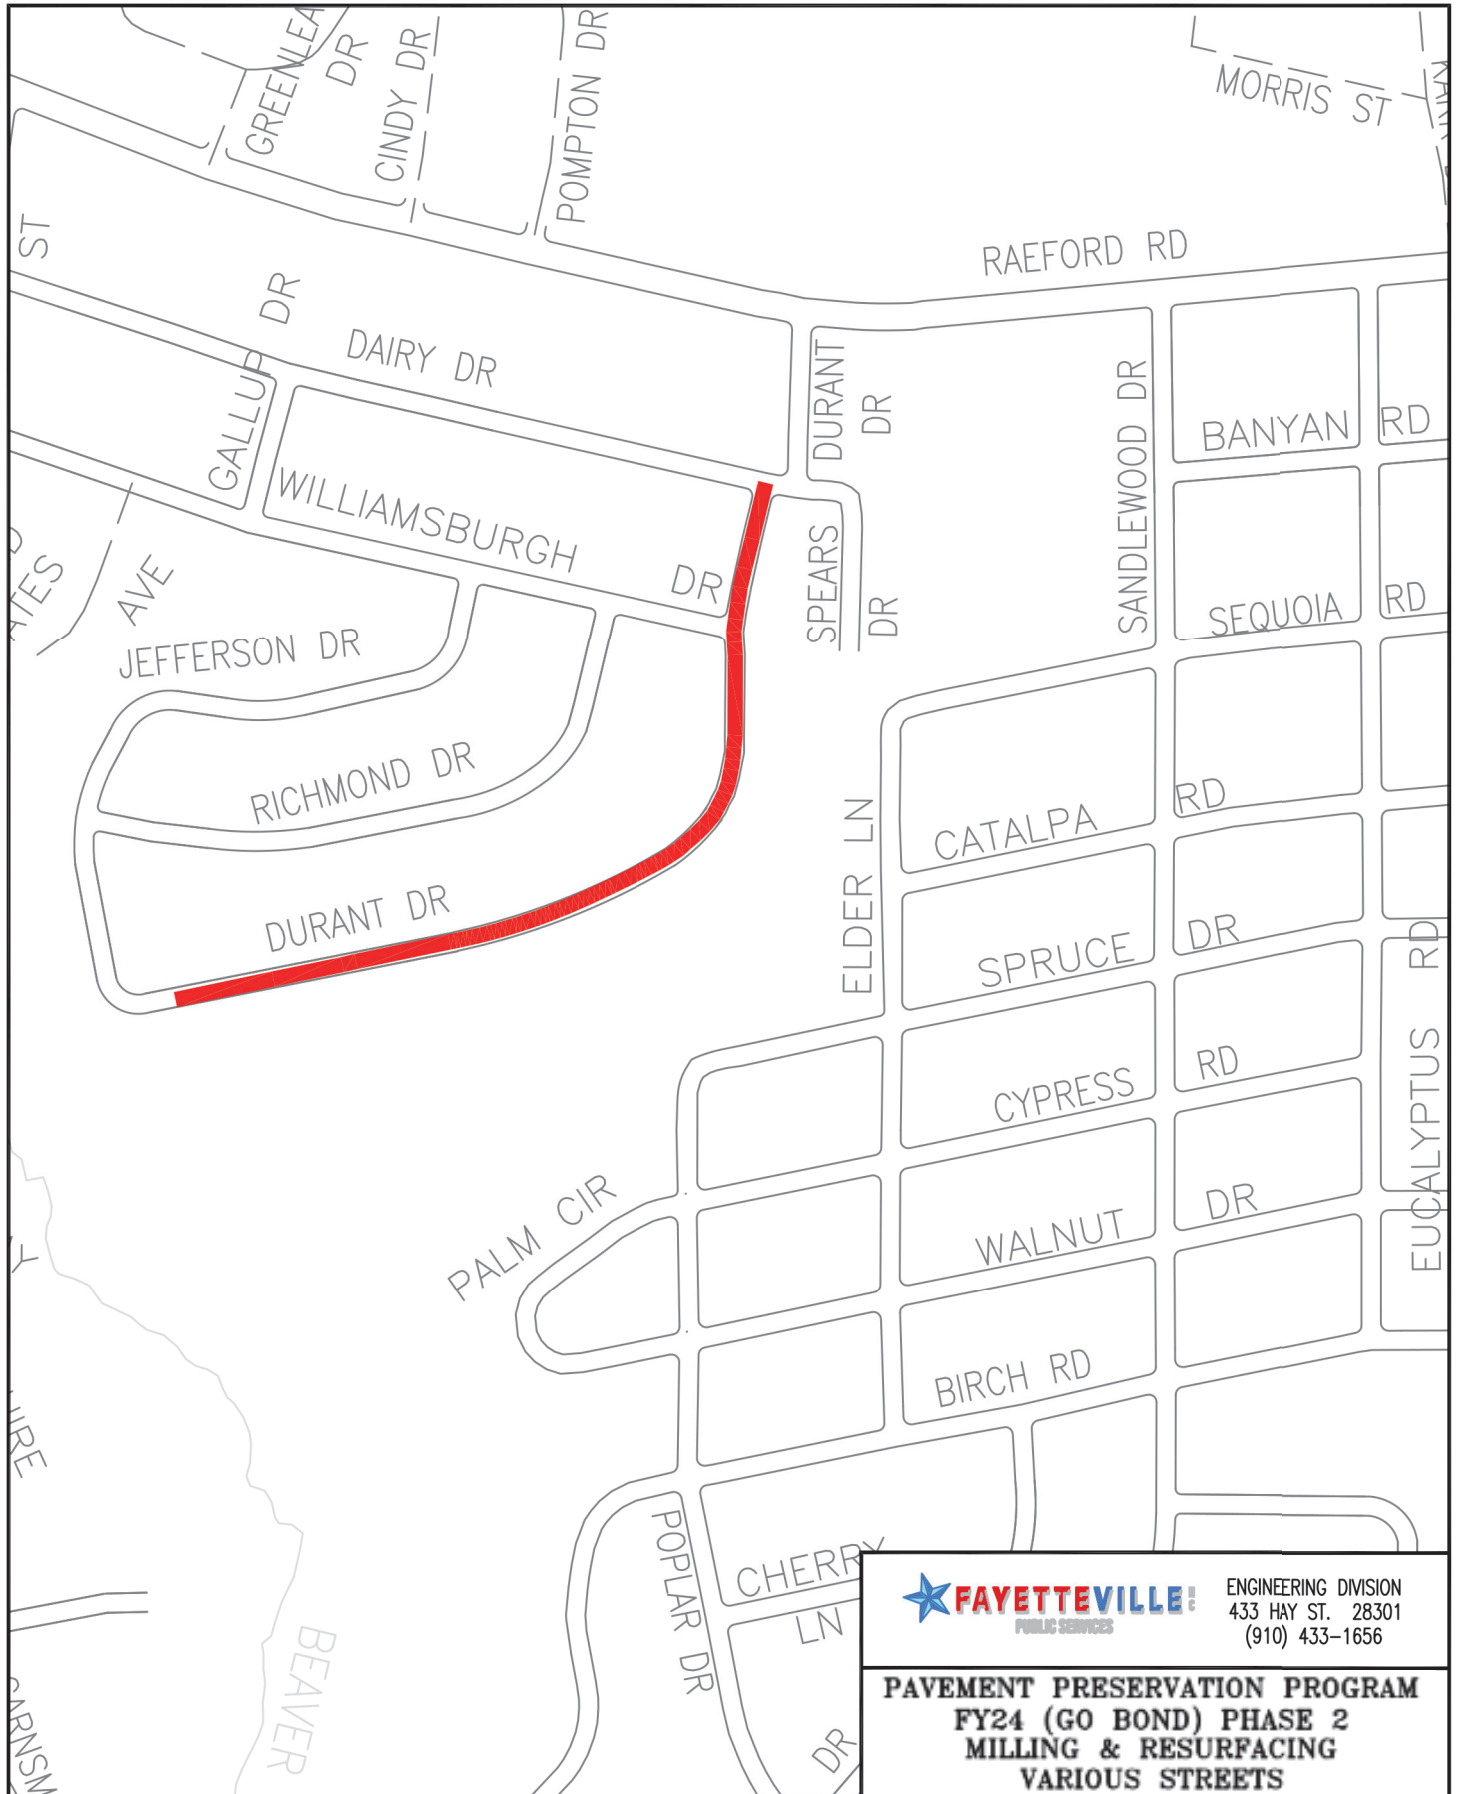 GREENLEA
DR
CINDY DR
POMPTON DR
MORRIS ST
ST
RAEFORD RD
DR
DAIRY DR
GALLUP
DURANT
DR
SANDLEWOOD DR
BANYAN RD
WILLIAMSBURGH
DR
SPEARS
DR
SEQUOIA RD
ATES
AVE
JEFFERSON DR
RICHMOND DR
CATALPA RD
ELDER LN
DURANT DR
SPRUCE DR
EUCALYPTUS RD
CYPRESS RD
PALM CIR
WALNUT DR
BIRCH RD
POPLAR DR
CHERRY
LN
DR
BEAVER
FAYETTEVILLE NC
PUBLIC SERVICES
ENGINEERING DIVISION
433 HAY ST. 28301
(910) 433-1656
PAVEMENT PRESERVATION PROGRAM
FY24 (GO BOND) PHASE 2
MILLING & RESURFACING
VARIOUS STREETS